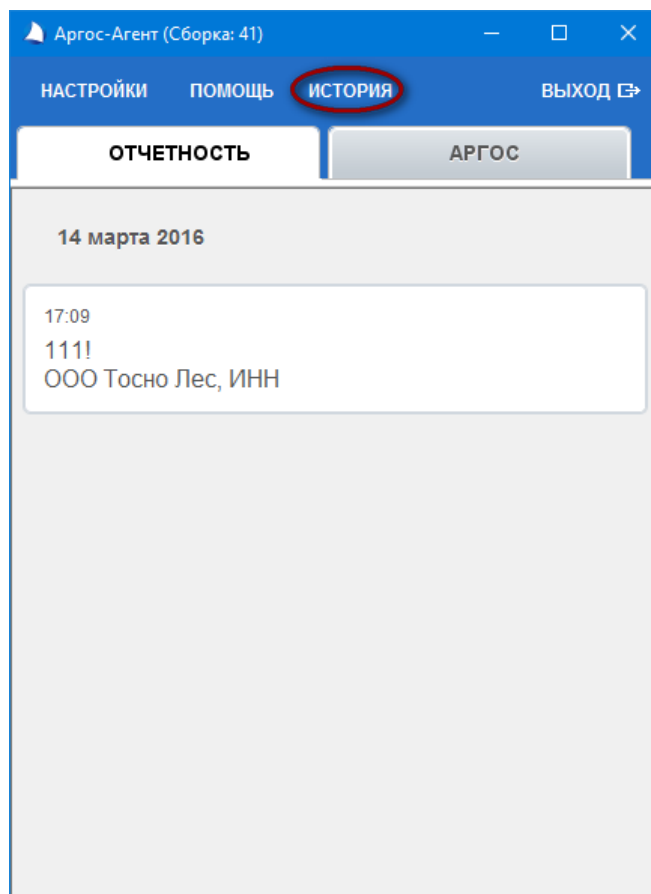 Аргос-Агент (Сборка: 41)
НАСТРОЙКИ ПОМОЩЬ ИСТОРИЯ ВЫХОД
ОТЧЕТНОСТЬ АРГОС
14 марта 2016
17:09
111!
ООО Тосно Лес, ИНН